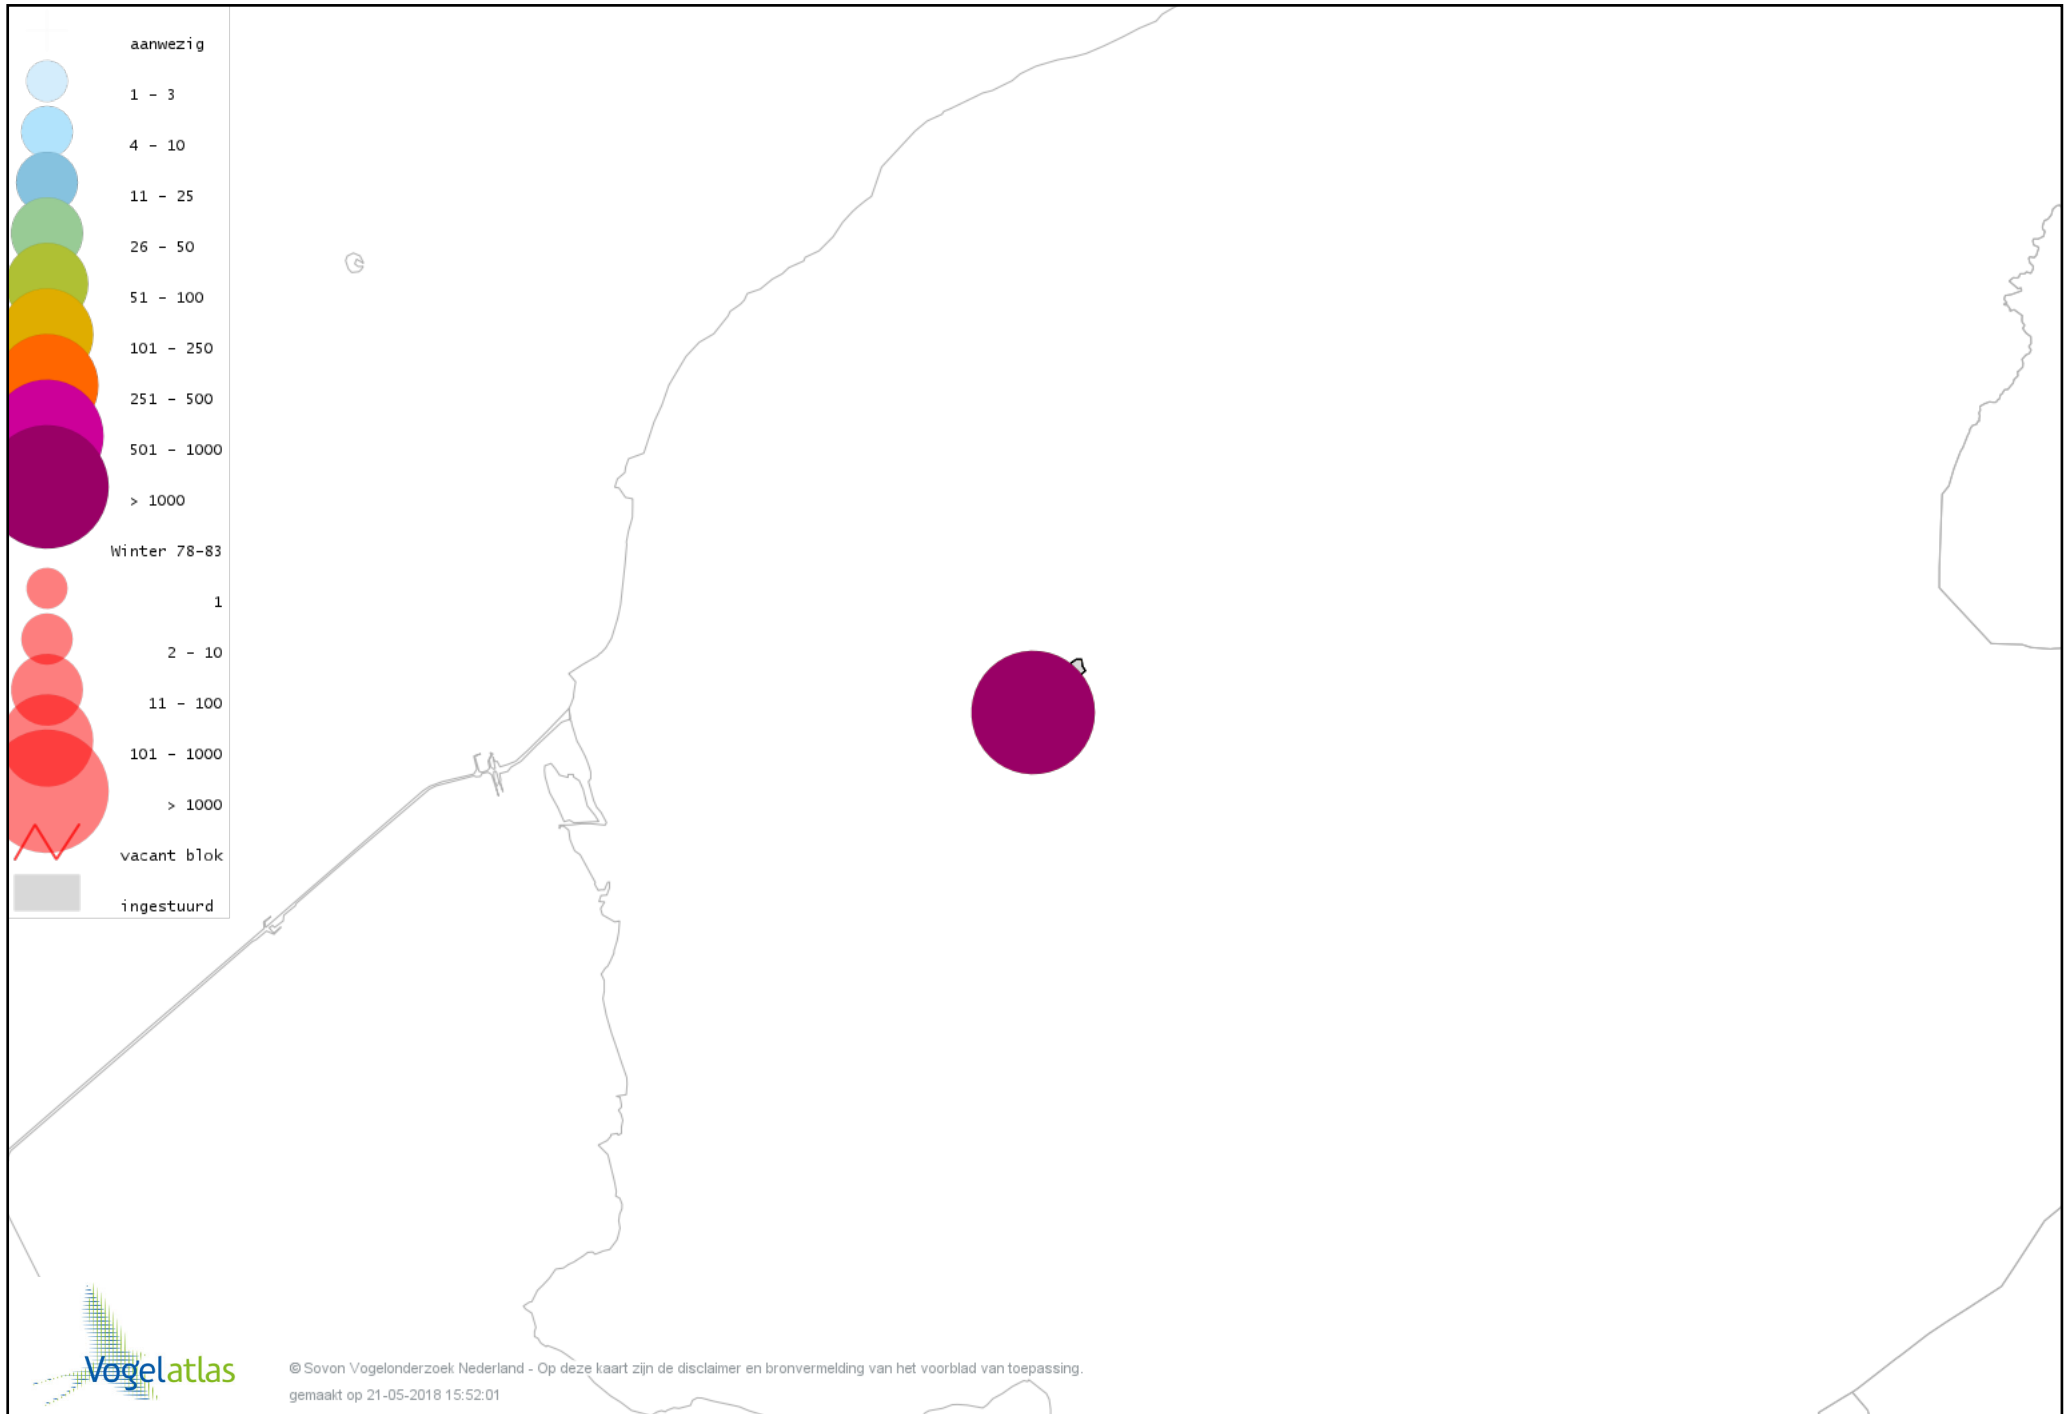 aanwezig
1 - 3
4 - 10
11 - 25
26 - 50
51 - 100
101 - 250
251 - 500
501 - 1000
> 1000
Winter 78-83
1
2 - 10
11 - 100
101 - 1000
> 1000
vacant blok
ingestuurd
Vogelatlas
© Sovon Vogelonderzoek Nederland - Op deze kaart zijn de disclaimer en bronvermelding van het voorblad van toepassing.
gemaakt op 21-05-2018 15:52:01